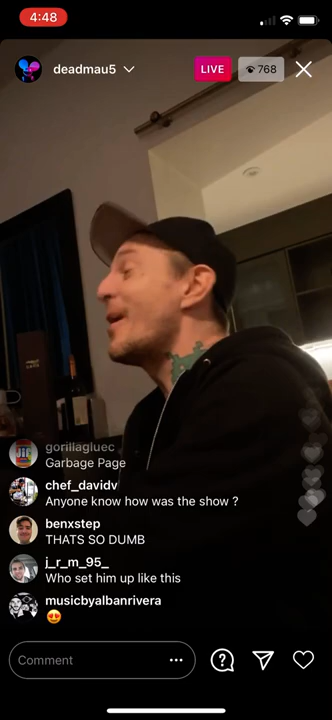 4:48
deadmau5
LIVE
768
gorillagluec
Garbage Page
chef_davidv
Anyone know how was the show ?
benxstep
THATS SO DUMB
j_r_m_95_
Who set him up like this
musicbyalbanrivera
😍
Comment